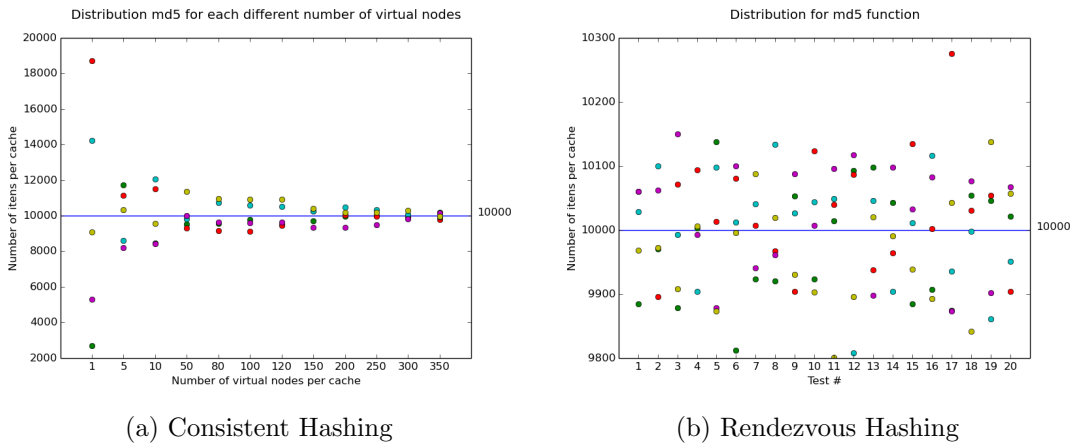 Distribution md5 for each different number of virtual nodes
20000
18000
16000
14000
12000
10000
8000
6000
4000
2000
Number of itens per cache
10000
1 5 10 50 80 100 120 150 200 250 300 350
Number of virtual nodes per cache
(a) Consistent Hashing
Distribution for md5 function
10300
10200
10100
10000
9900
9800
Number of itens per cache
10000
1 2 3 4 5 6 7 8 9 10 11 12 13 14 15 16 17 18 19 20
Test #
(b) Rendezvous Hashing